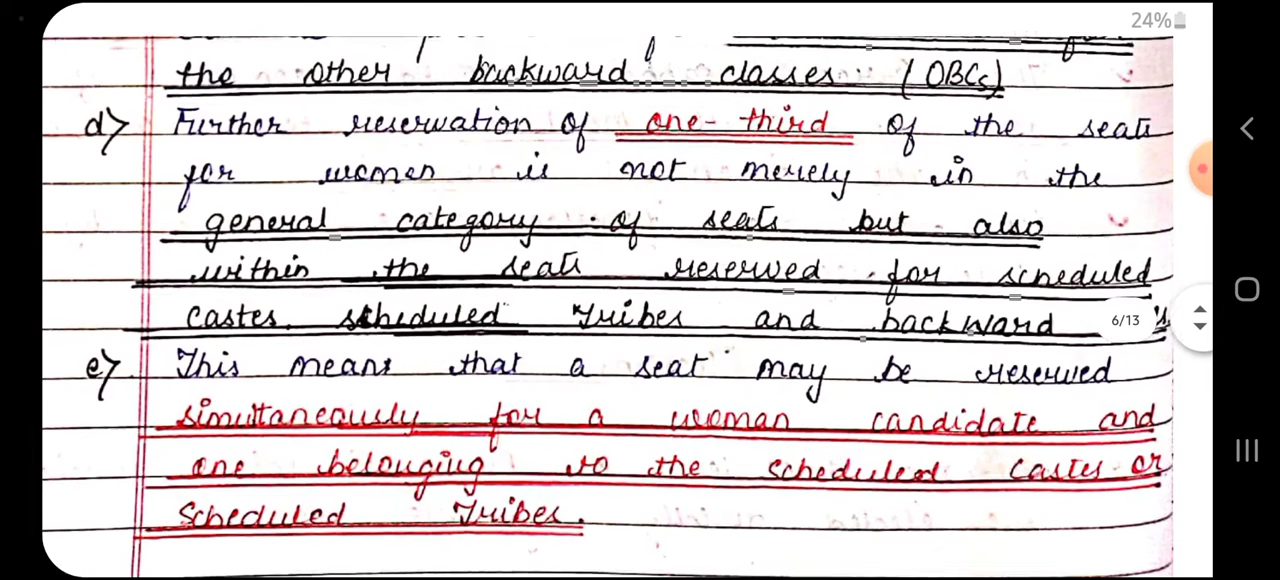 24%
the other backward classes (OBCs)
d> Further reservation of one-third of the seats
for women is not merely in the
general category of seats but also
within the seats reserved for scheduled
castes, scheduled Tribes and backward
6/13
e> This means that a seat may be reserved
simultaneously for a woman candidate and
one belonging to the scheduled castes or
scheduled Tribes.